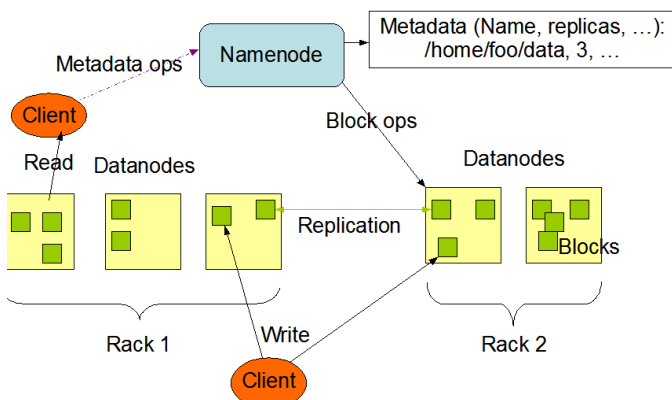 Metadata (Name, replicas, …):
/home/foo/data, 3, …
Namenode
Metadata ops
Client
Block ops
Read
Datanodes
Datanodes
Replication
Blocks
Write
Rack 1
Rack 2
Client